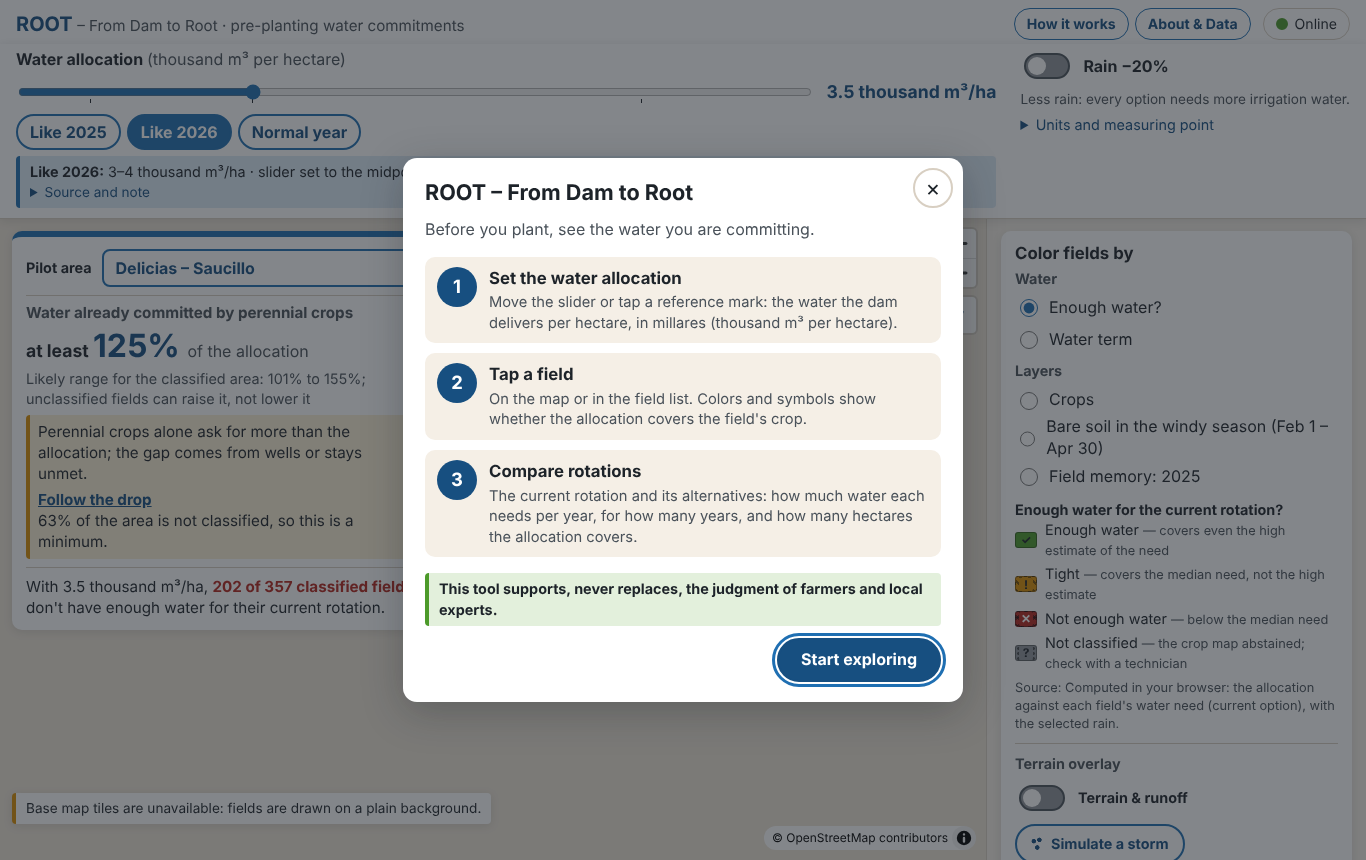 ROOT – From Dam to Root · pre-planting water commitments
How it works
About & Data
Online
Water allocation (thousand m³ per hectare)
3.5 thousand m³/ha
Rain −20%
Less rain: every option needs more irrigation water.
Units and measuring point
Like 2025
Like 2026
Normal year
Like 2026: 3–4 thousand m³/ha · slider set to the midpo
Source and note
ROOT – From Dam to Root
Before you plant, see the water you are committing.
1
Set the water allocation
Move the slider or tap a reference mark: the water the dam
delivers per hectare, in millares (thousand m³ per hectare).
2
Tap a field
On the map or in the field list. Colors and symbols show
whether the allocation covers the field's crop.
3
Compare rotations
The current rotation and its alternatives: how much water each
needs per year, for how many years, and how many hectares
the allocation covers.
This tool supports, never replaces, the judgment of farmers and local
experts.
Start exploring
Pilot area
Delicias – Saucillo
Water already committed by perennial crops
at least 125% of the allocation
Likely range for the classified area: 101% to 155%;
unclassified fields can raise it, not lower it
Perennial crops alone ask for more than the
allocation; the gap comes from wells or stays
unmet.
Follow the drop
63% of the area is not classified, so this is a
minimum.
With 3.5 thousand m³/ha, 202 of 357 classified field
don't have enough water for their current rotation.
Base map tiles are unavailable: fields are drawn on a plain background.
© OpenStreetMap contributors
Color fields by
Water
Enough water?
Water term
Layers
Crops
Bare soil in the windy season (Feb 1 –
Apr 30)
Field memory: 2025
Enough water for the current rotation?
Enough water — covers even the high
estimate of the need
Tight — covers the median need, not the high
estimate
Not enough water — below the median need
Not classified — the crop map abstained;
check with a technician
Source: Computed in your browser: the allocation
against each field's water need (current option), with
the selected rain.
Terrain overlay
Terrain & runoff
Simulate a storm